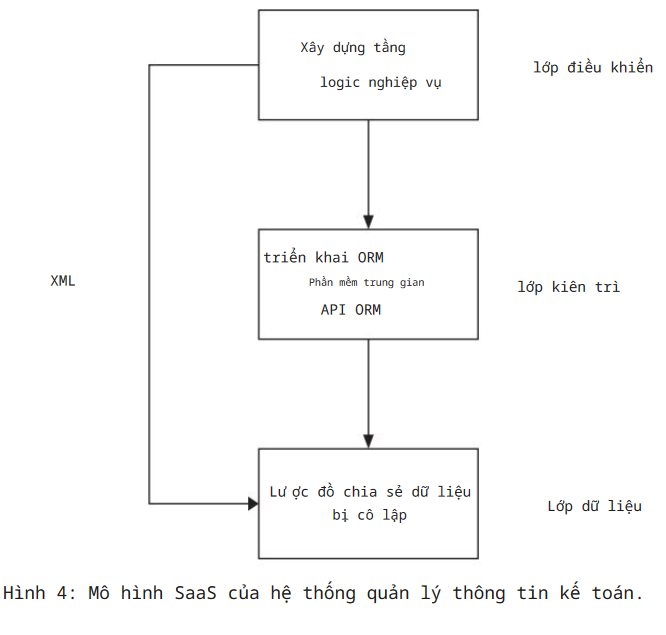 Xây dựng tầng
logic nghiệp vụ
lớp điều khiển
triển khai ORM
Phần mềm trung gian
API ORM
XML
lớp kiên trì
Lược đồ chia sẻ dữ liệu
bị cô lập
Lớp dữ liệu
Hình 4: Mô hình SaaS của hệ thống quản lý thông tin kế toán.